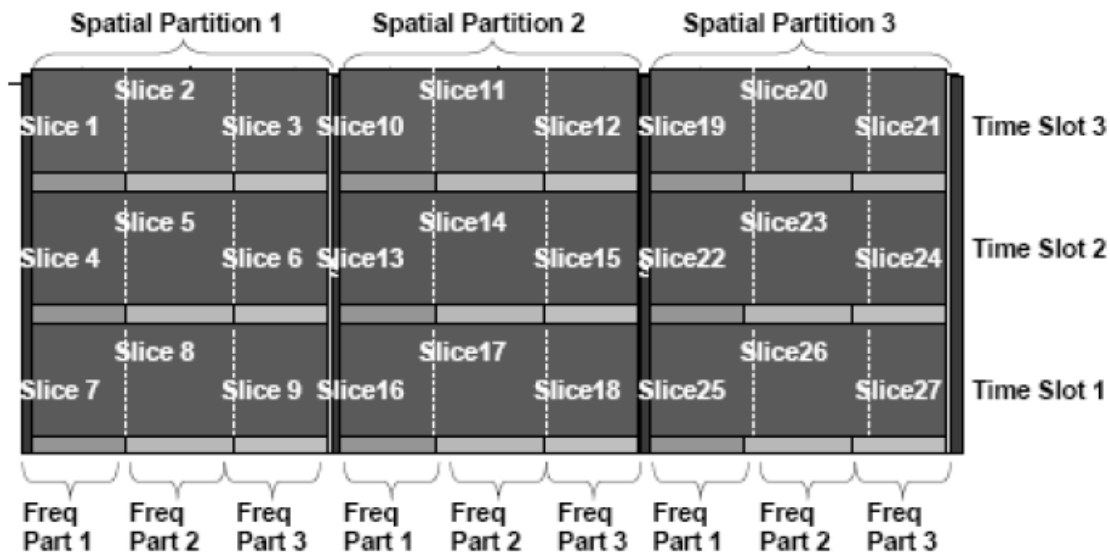 Spatial Partition 1 Spatial Partition 2 Spatial Partition 3
Slice 2 Slice11 Slice20
Slice 1 Slice 3 Slice10 Slice12 Slice19 Slice21 Time Slot 3
Slice 5 Slice14 Slice23
Slice 4 Slice 6 Slice13 Slice15 Slice22 Slice24 Time Slot 2
Slice 8 Slice17 Slice26
Slice 7 Slice 9 Slice16 Slice18 Slice25 Slice27 Time Slot 1
Freq Freq Freq Freq Freq Freq Freq Freq Freq
Part 1 Part 2 Part 3 Part 1 Part 2 Part 3 Part 1 Part 2 Part 3